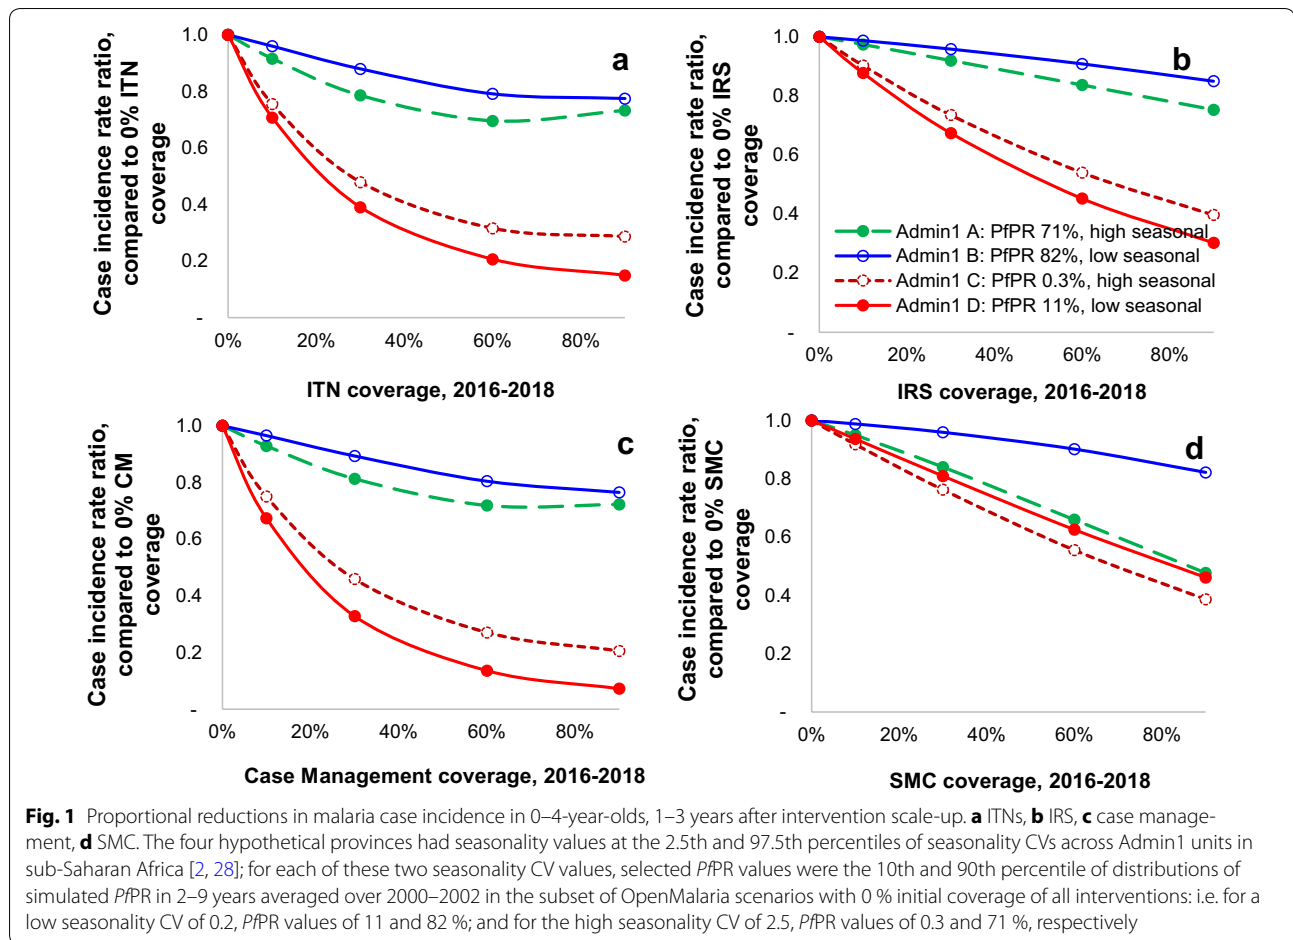 a
Case incidence rate ratio,
compared to 0% ITN
coverage
1.0
0.8
0.6
0.4
0.2
-
0%
20%
40%
60%
80%
ITN coverage, 2016-2018
b
Case incidence rate ratio,
compared to 0% IRS
coverage
1.0
0.8
0.6
0.4
0.2
-
Admin1 A: PfPR 71%, high seasonal
Admin1 B: PfPR 82%, low seasonal
Admin1 C: PfPR 0.3%, high seasonal
Admin1 D: PfPR 11%, low seasonal
0%
20%
40%
60%
80%
IRS coverage, 2016-2018
c
Case incidence rate ratio,
compared to 0% CM
coverage
1.0
0.8
0.6
0.4
0.2
-
0%
20%
40%
60%
80%
Case Management coverage, 2016-2018
d
Case incidence rate ratio,
compared to 0% SMC
coverage
1.0
0.8
0.6
0.4
0.2
-
0%
20%
40%
60%
80%
SMC coverage, 2016-2018
Fig. 1 Proportional reductions in malaria case incidence in 0–4-year-olds, 1–3 years after intervention scale-up. a ITNs, b IRS, c case manage-
ment, d SMC. The four hypothetical provinces had seasonality values at the 2.5th and 97.5th percentiles of seasonality CVs across Admin1 units in
sub-Saharan Africa [2, 28]; for each of these two seasonality CV values, selected PfPR values were the 10th and 90th percentile of distributions of
simulated PfPR in 2–9 years averaged over 2000–2002 in the subset of OpenMalaria scenarios with 0 % initial coverage of all interventions: i.e. for a
low seasonality CV of 0.2, PfPR values of 11 and 82 %; and for the high seasonality CV of 2.5, PfPR values of 0.3 and 71 %, respectively